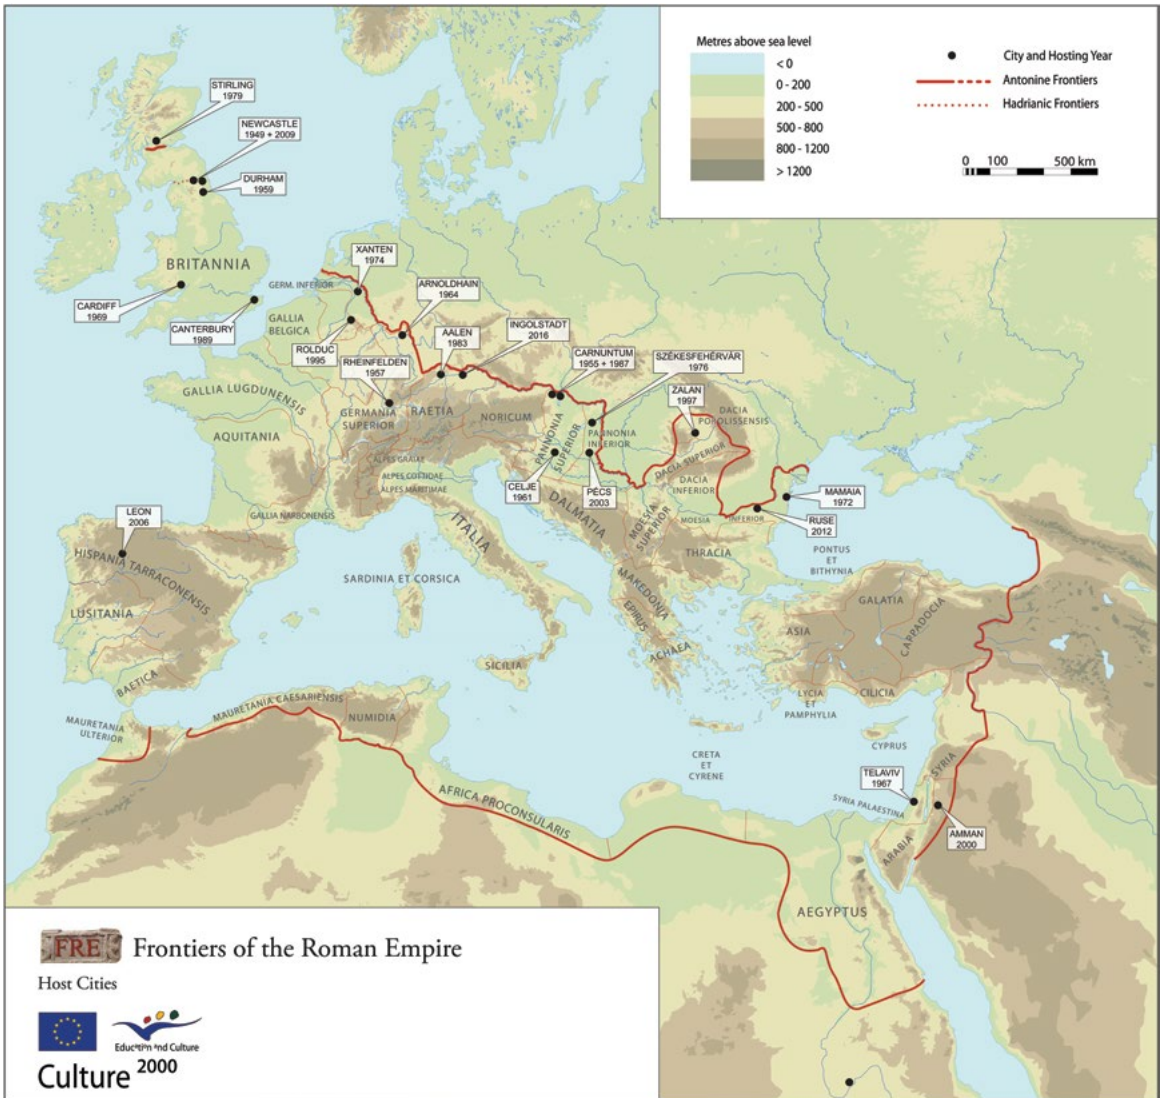 Metres above sea level
< 0
0 - 200
200 - 500
500 - 800
800 - 1200
> 1200
City and Hosting Year
Antonine Frontiers
Hadrianic Frontiers
0 100 500 km
STIRLING
1979
NEWCASTLE
1949 + 2009
DURHAM
1959
BRITANNIA
CARDIFF
1969
CANTERBURY
1989
XANTEN
1974
GERM. INFERIOR
ARNOLDHAIN
1964
GALLIA
BELGICA
ROLDUC
1995
RHEINFELDEN
1957
AALEN
1983
INGOLSTADT
2016
CARNUNTUM
1955 + 1987
SZÉKESFEHÉRVÁR
1976
ZALAN
1997
GALLIA LUGDUNENSIS
AQUITANIA
GERMANIA
SUPERIOR
RAETIA
NORICUM
PANNONIA
SUPERIOR
PANNONIA
INFERIOR
DACIA
POROLISSENSIS
DACIA SUPERIOR
DACIA
INFERIOR
ALPES GRAIAE
ALPES COTTIDAE
ALPES MARITIMAE
GALLIA NARBONENSIS
CELJE
1961
PÉCS
2003
MAMAIA
1972
RUSE
2012
LEON
2006
HISPANIA TARRACONENSIS
LUSITANIA
BAETICA
ITALIA
DALMATIA
MOESIA
SUPERIOR
MOESIA INFERIOR
THRACIA
PONTUS
ET
BITHYNIA
SARDINIA ET CORSICA
MAKEDONIA
EPIRUS
ACHAEA
GALATIA
CAPPADOCIA
ASIA
SICILIA
LYCIA
ET
PAMPHYLIA
CILICIA
MAURETANIA
ULTERIOR
MAURETANIA CAESARIENSIS
NUMIDIA
CYPRUS
CRETA
ET
CYRENE
SYRIA
TELAVIV
1967
SYRIA PALAESTINA
AMMAN
2000
ARABIA
AFRICA PROCONSULARIS
AEGYPTUS
FRE Frontiers of the Roman Empire
Host Cities
Education and Culture
Culture 2000